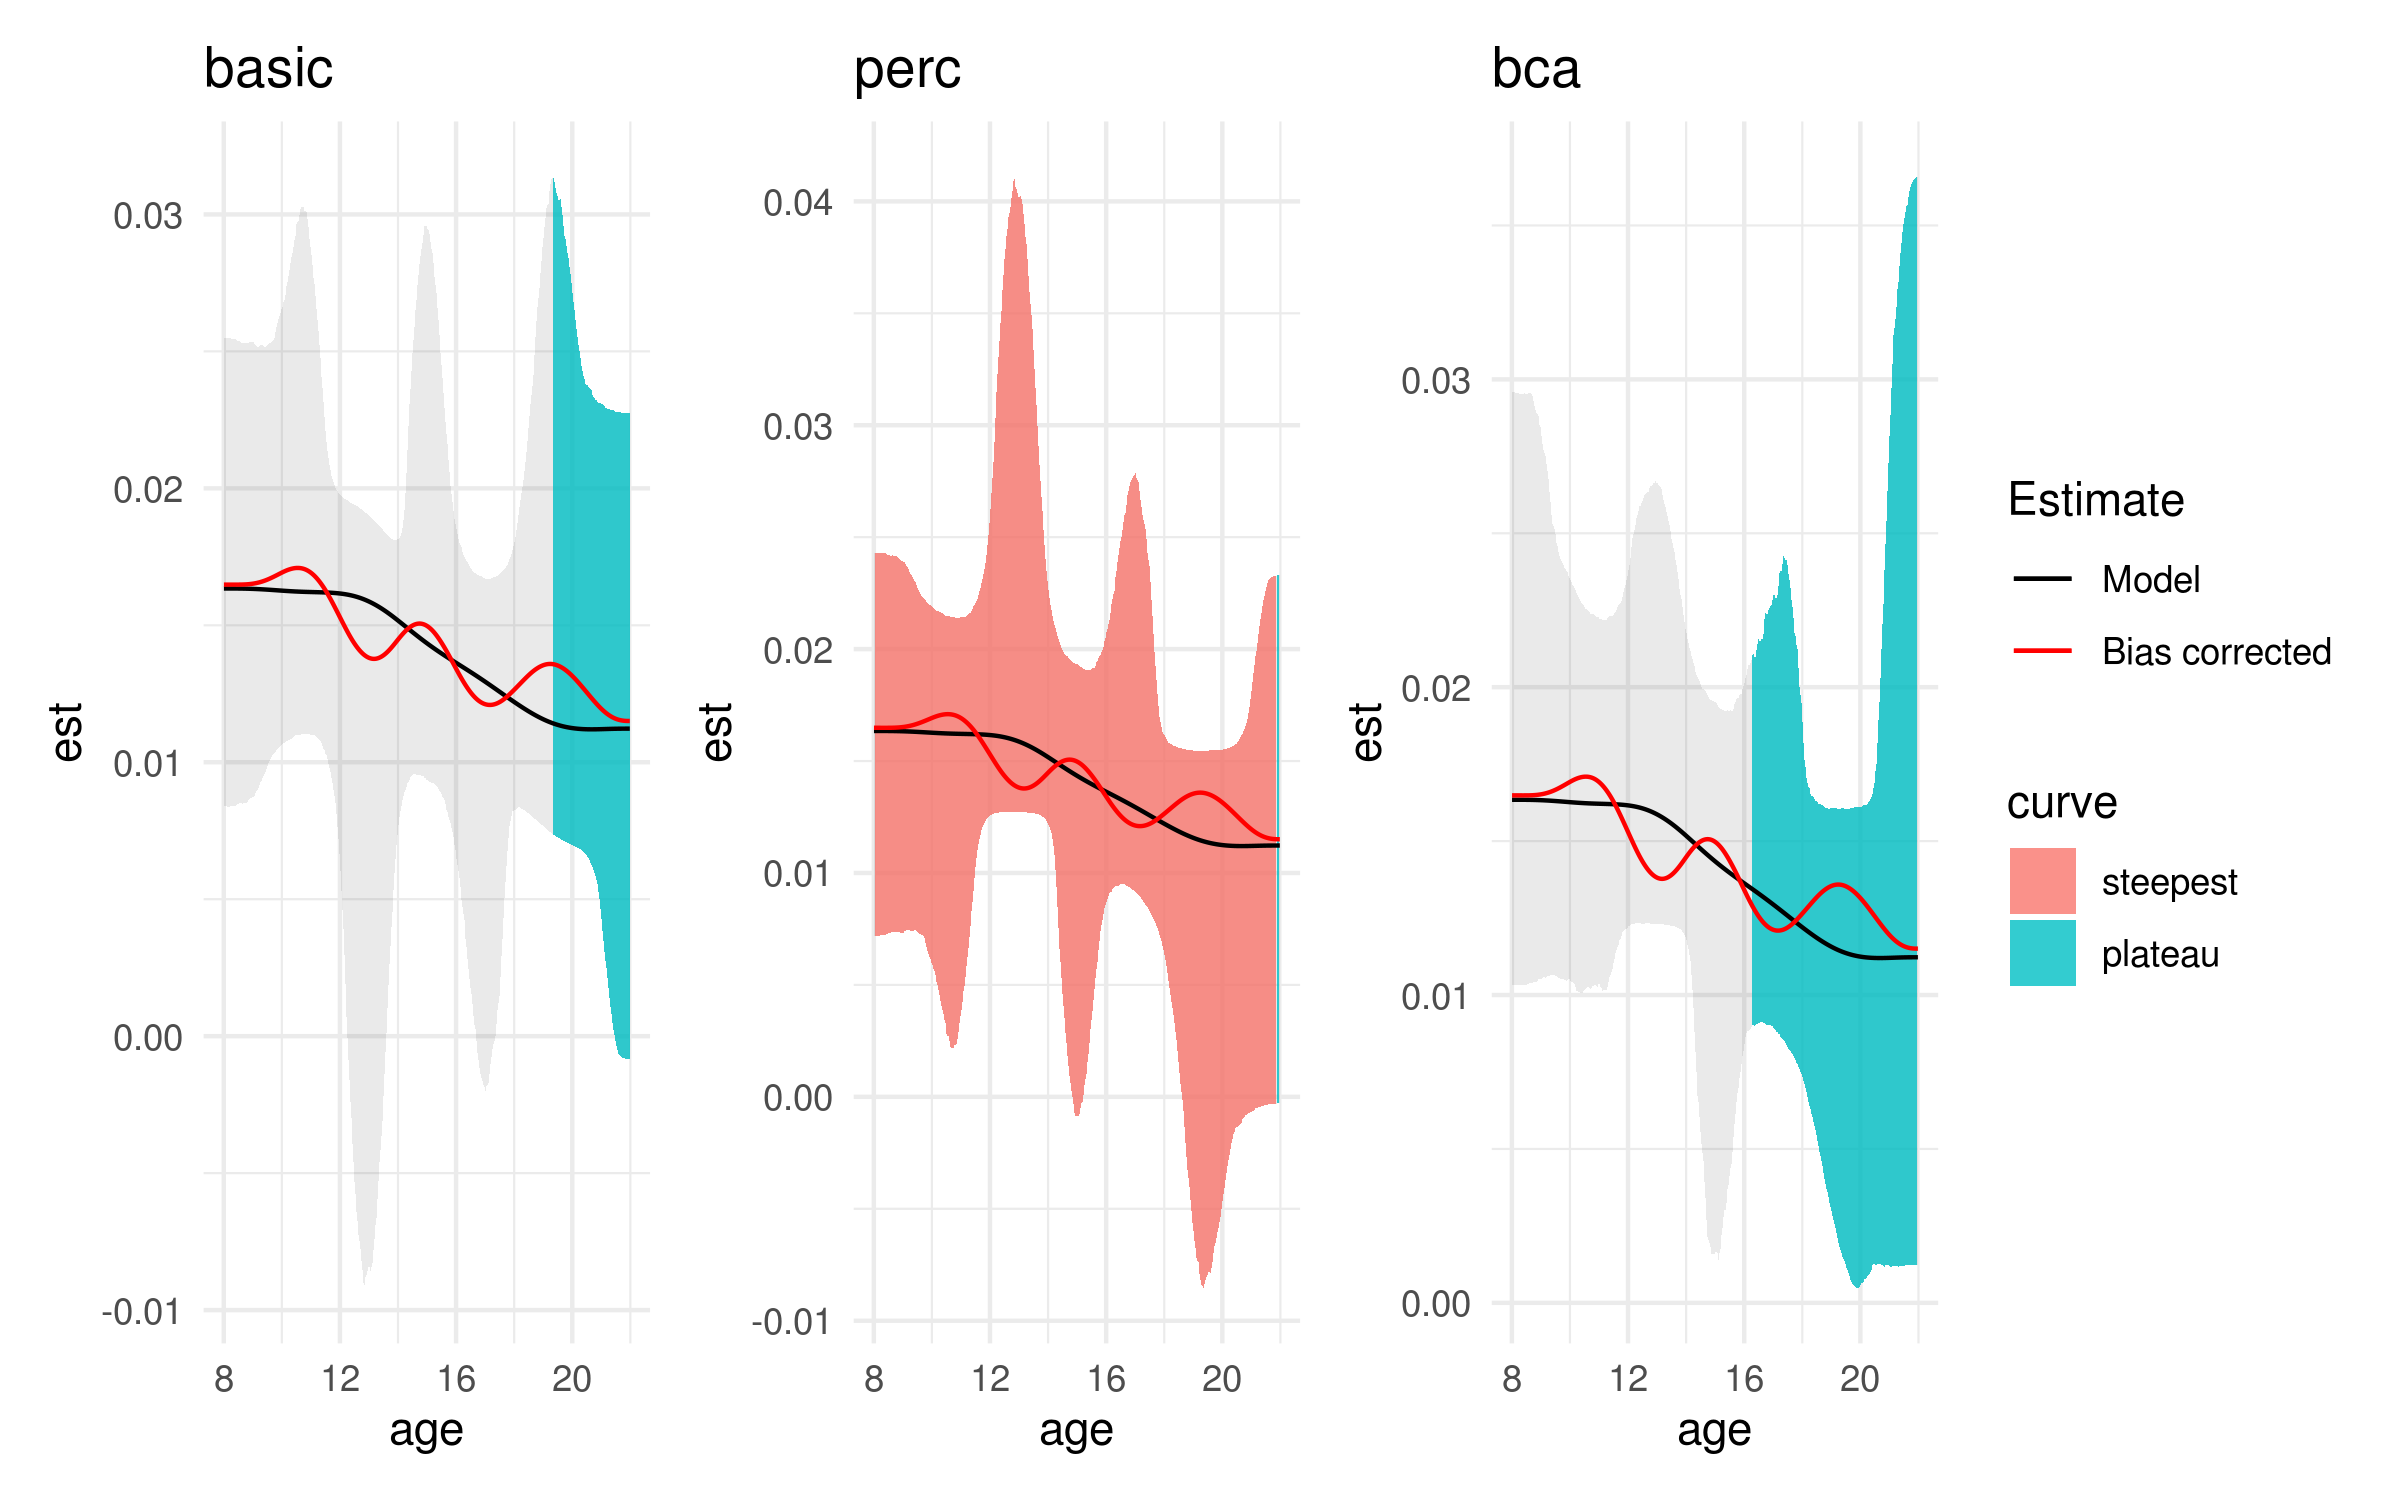 basic
perc
bca
est
0.03
0.02
0.01
0.00
-0.01
8 12 16 20
age
est
0.04
0.03
0.02
0.01
0.00
-0.01
8 12 16 20
age
est
0.03
0.02
0.01
0.00
8 12 16 20
age
Estimate
Model
Bias corrected
curve
steepest
plateau